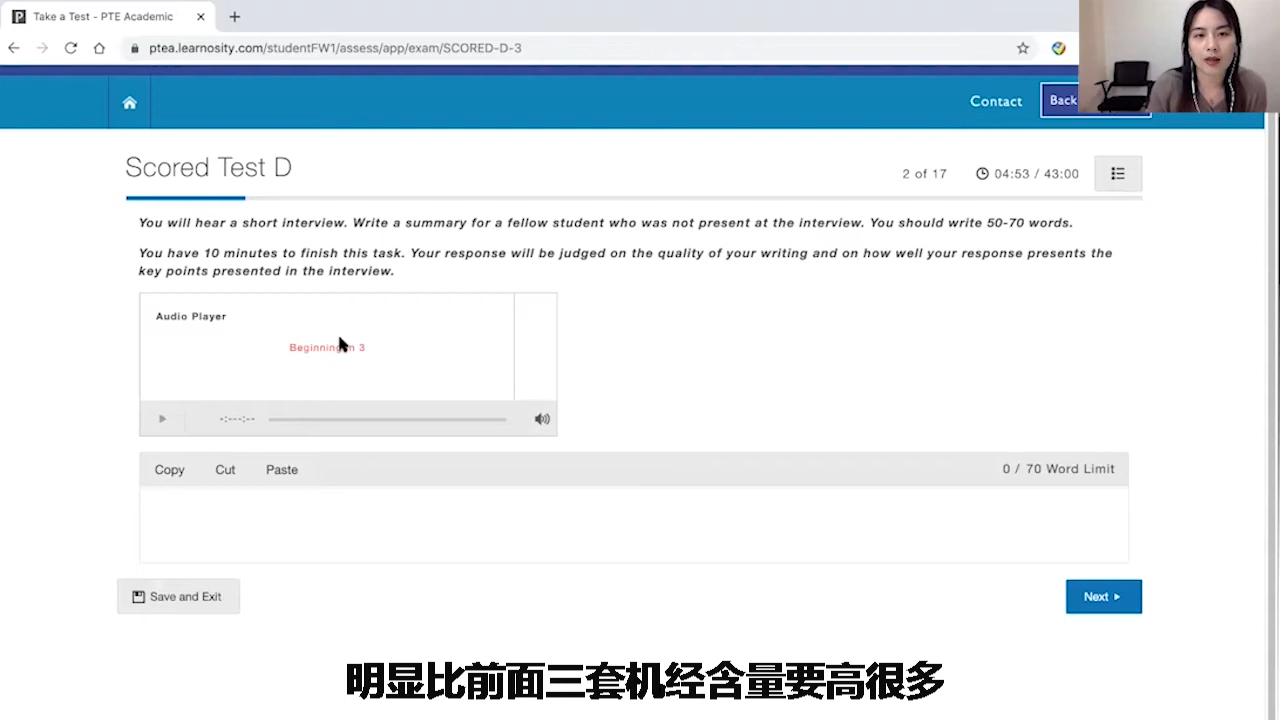 Take a Test - PTE Academic
ptea.learnosity.com/studentFW1/assess/app/exam/SCORED-D-3
Contact
Back
Scored Test D
2 of 17
04:53 / 43:00
You will hear a short interview. Write a summary for a fellow student who was not present at the interview. You should write 50-70 words.
You have 10 minutes to finish this task. Your response will be judged on the quality of your writing and on how well your response presents the
key points presented in the interview.
Audio Player
Beginning in 3
-:---:--
Copy Cut Paste
0 / 70 Word Limit
Save and Exit
Next
明显比前面三套机经含量要高很多